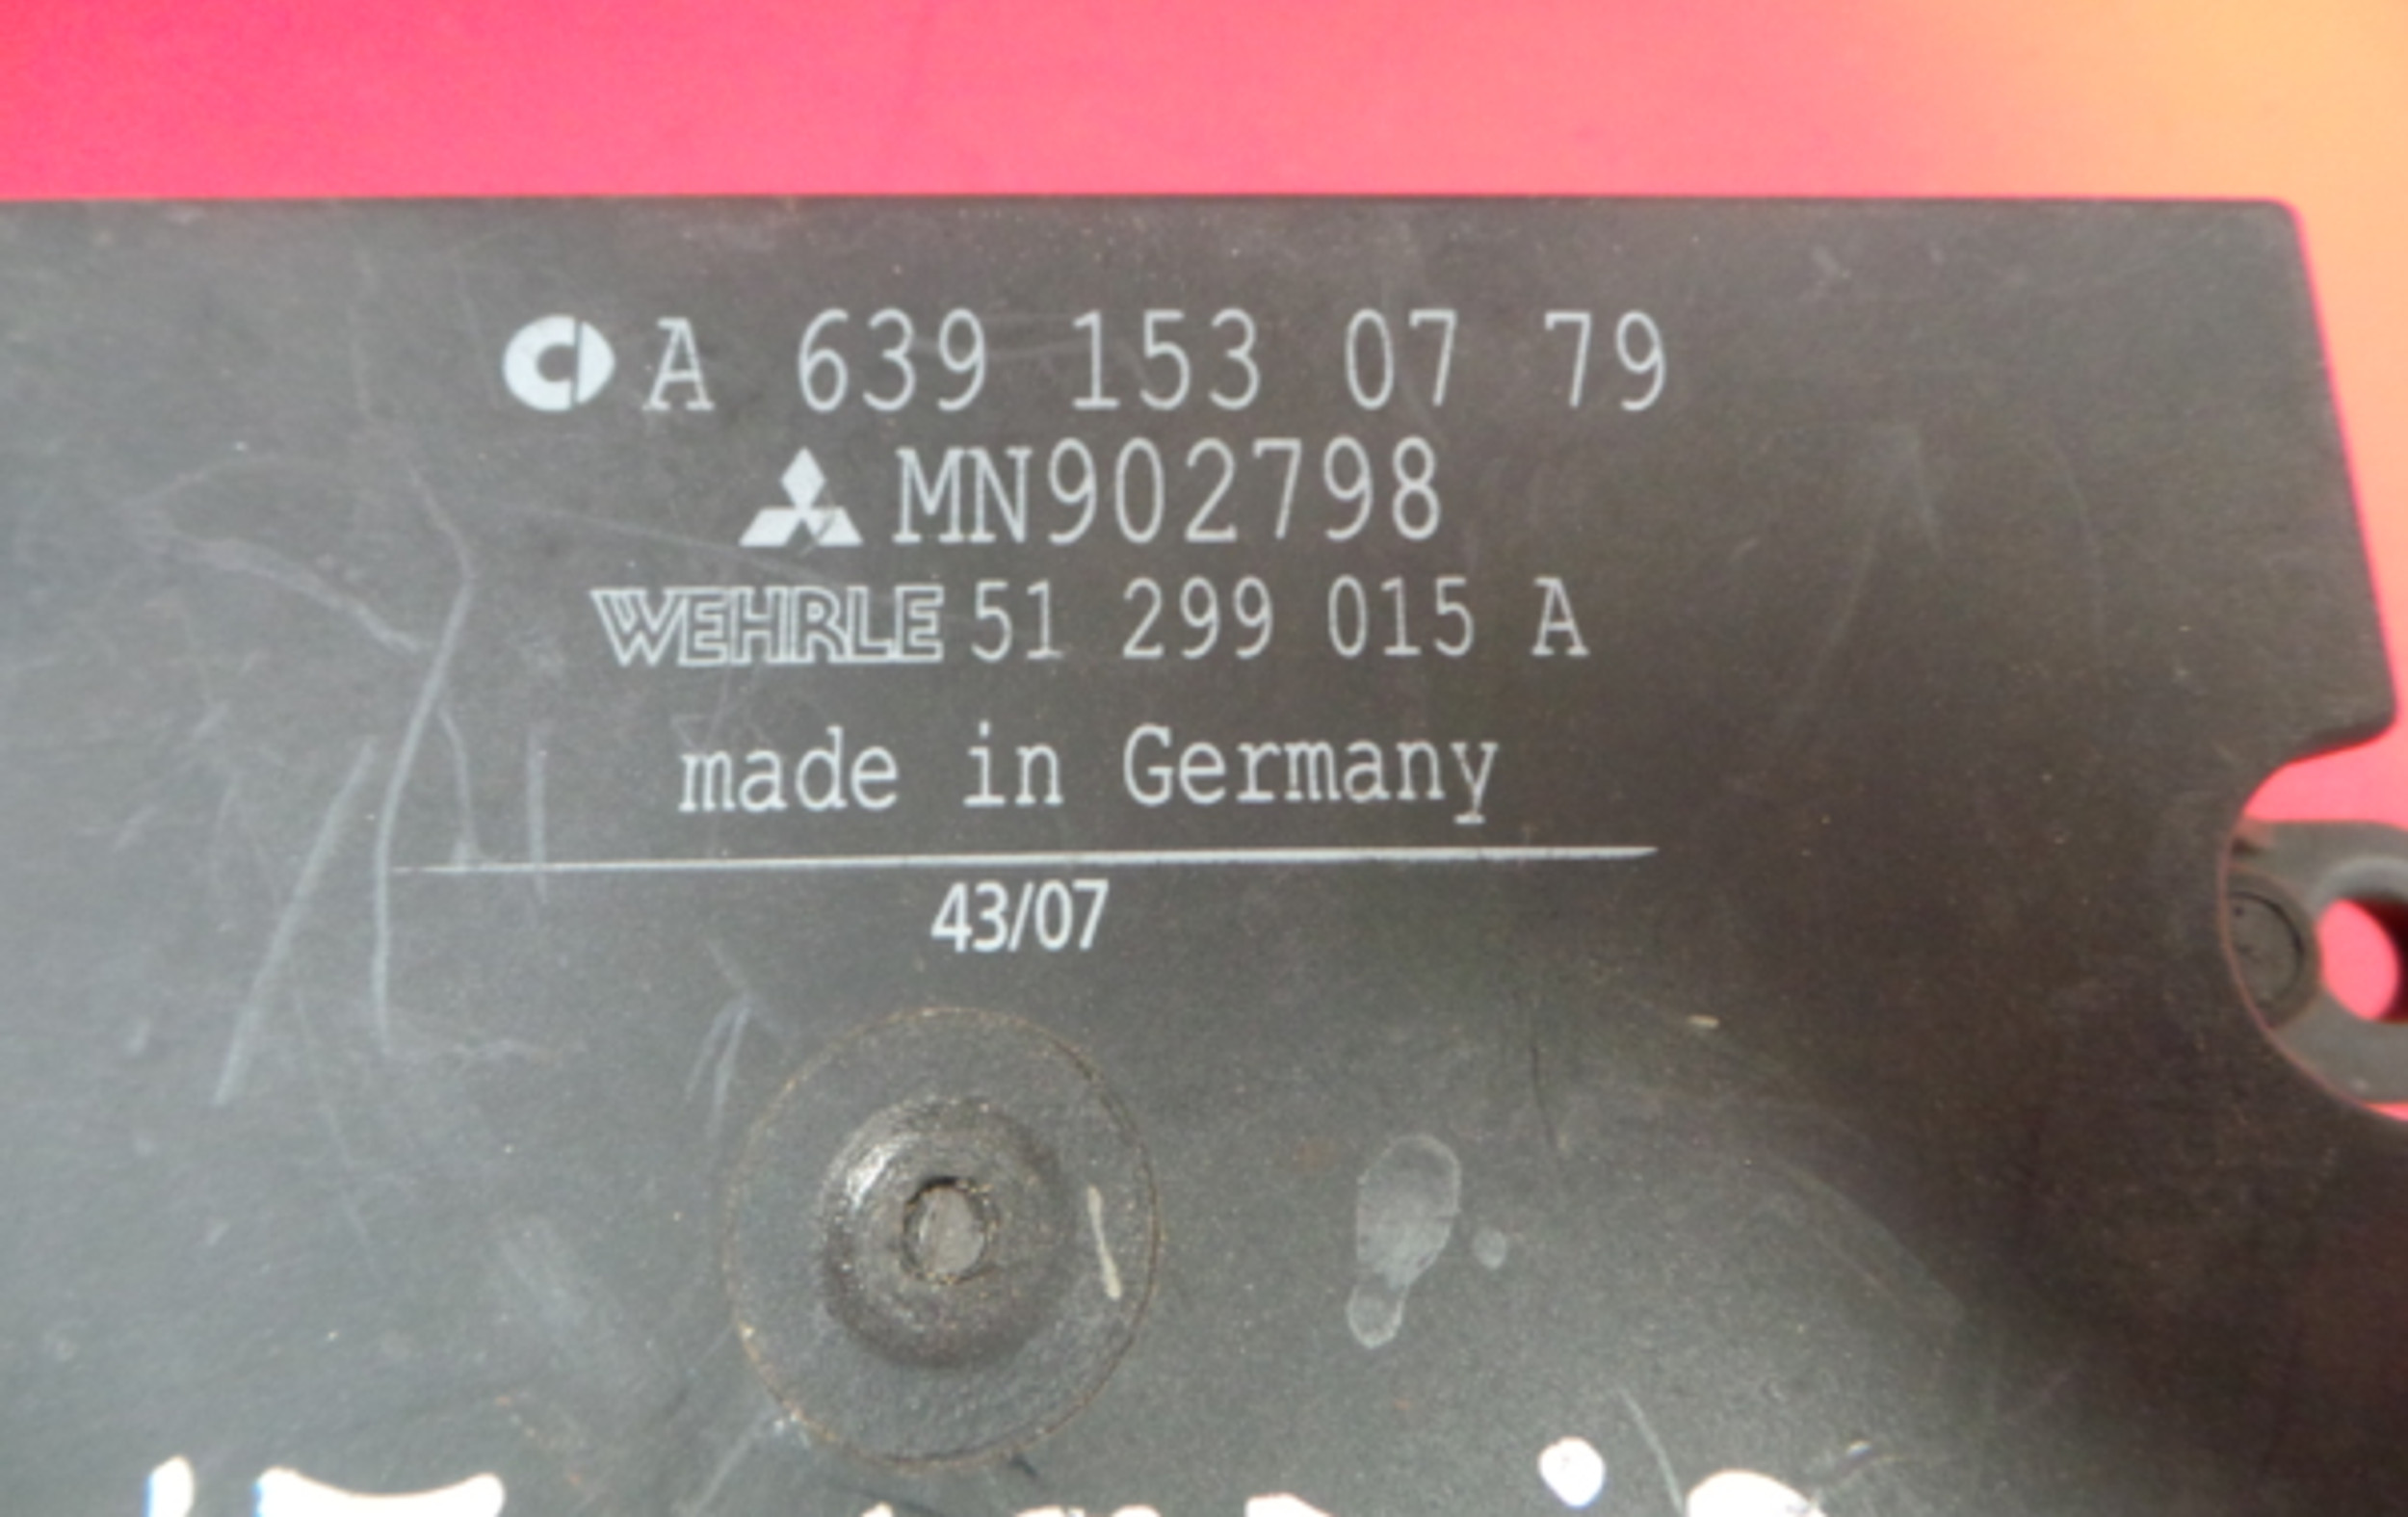 A 639 153 07 79
MN902798
WEHRLE 51 299 015 A
made in Germany
43/07